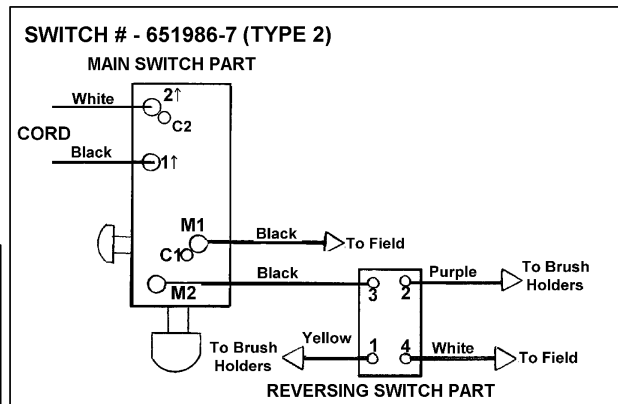 SWITCH # - 651986-7 (TYPE 2)
MAIN SWITCH PART
White
2↑
C2
CORD
Black
1↑
M1
Black
To Field
C1
M2
Black
3
2
Purple
To Brush
Holders
To Brush
Holders
Yellow
1
4
White
To Field
REVERSING SWITCH PART